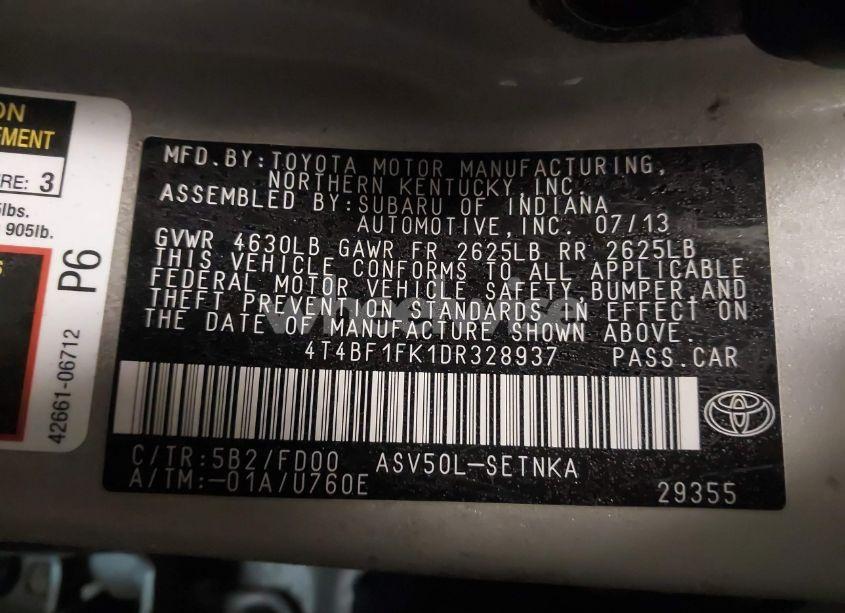 ON
EMENT
RE: 3
lbs.
905lb.
P6
42661-06712
MFD.BY:TOYOTA MOTOR MANUFACTURING,
NORTHERN KENTUCKY, INC.
ASSEMBLED BY:SUBARU OF INDIANA
AUTOMOTIVE,INC. 07/13
GVWR 4630LB GAWR FR 2625LB RR 2625LB
THIS VEHICLE CONFORMS TO ALL APPLICABLE
FEDERAL MOTOR VEHICLE SAFETY,BUMPER,AND
THEFT PREVENTION STANDARDS IN EFFECT ON
THE DATE OF MANUFACTURE SHOWN ABOVE.
4T4BF1FK1DR328937 PASS.CAR
C/TR:5B2/FD00 ASV50L-SETNKA
A/TM:-01A/U760E
29355